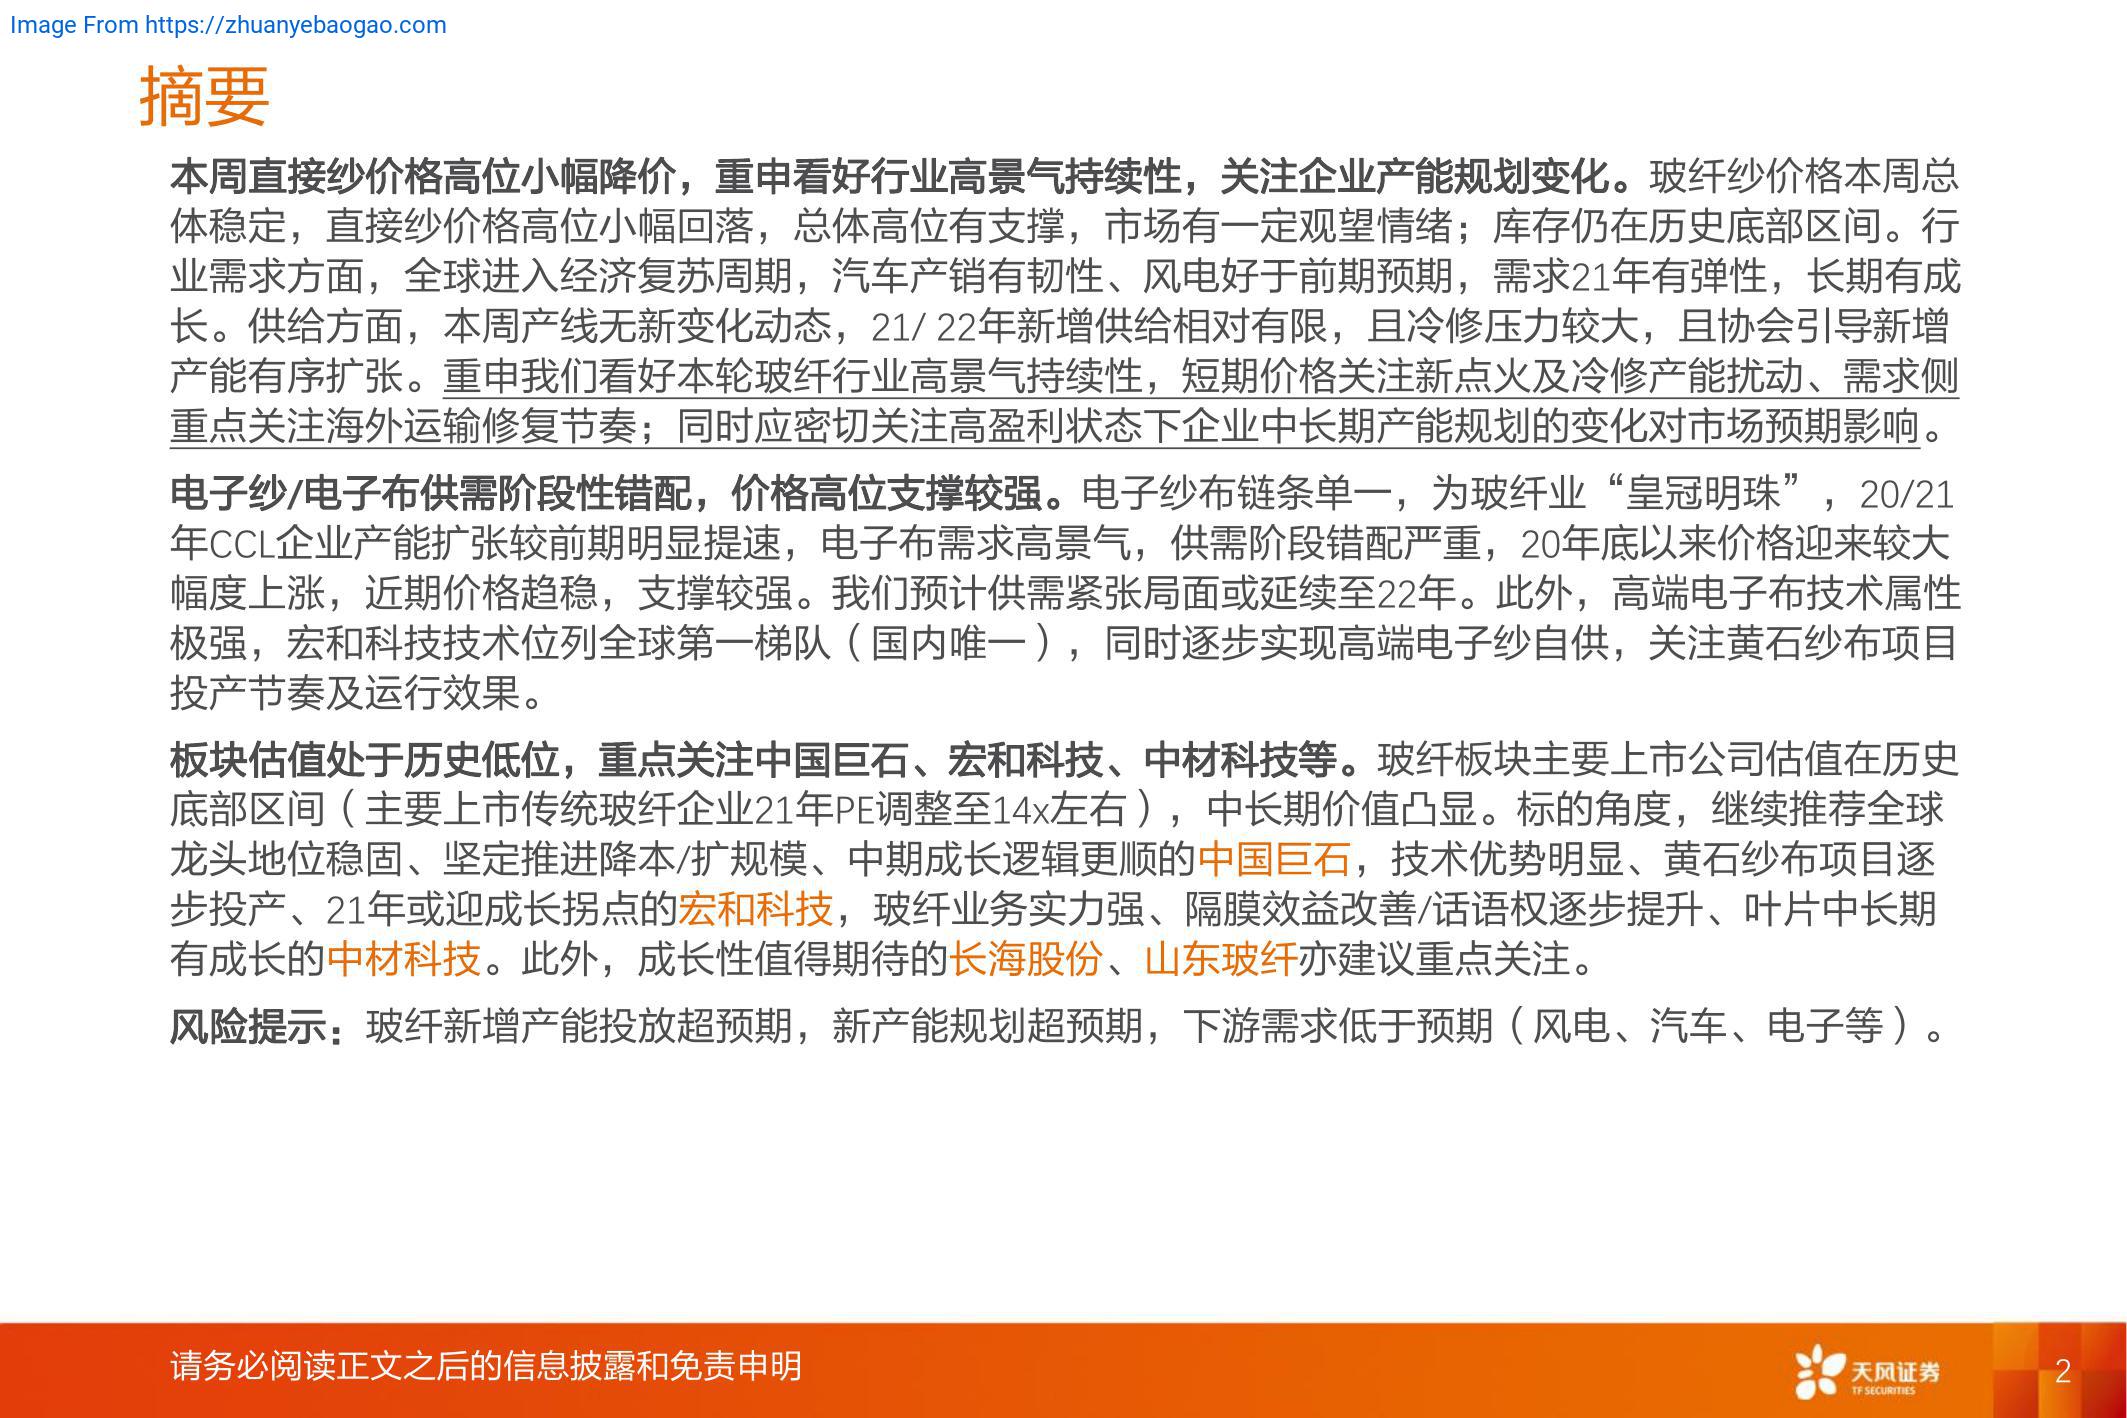 Image From https://zhuanyebaogao.com
摘要
本周直接纱价格高位小幅降价，重申看好行业高景气持续性，关注企业产能规划变化。玻纤纱价格本周总
体稳定，直接纱价格高位小幅回落，总体高位有支撑，市场有一定观望情绪；库存仍在历史底部区间。行
业需求方面，全球进入经济复苏周期，汽车产销有韧性、风电好于前期预期，需求21年有弹性，长期有成
长。供给方面，本周产线无新变化动态，21/ 22年新增供给相对有限，且冷修压力较大，且协会引导新增
产能有序扩张。重申我们看好本轮玻纤行业高景气持续性，短期价格关注新点火及冷修产能扰动、需求侧
重点关注海外运输修复节奏；同时应密切关注高盈利状态下企业中长期产能规划的变化对市场预期影响。
电子纱/电子布供需阶段性错配，价格高位支撑较强。电子纱布链条单一，为玻纤业“皇冠明珠”，20/21
年CCL企业产能扩张较前期明显提速，电子布需求高景气，供需阶段错配严重，20年底以来价格迎来较大
幅度上涨，近期价格趋稳，支撑较强。我们预计供需紧张局面或延续至22年。此外，高端电子布技术属性
极强，宏和科技技术位列全球第一梯队（国内唯一），同时逐步实现高端电子纱自供，关注黄石纱布项目
投产节奏及运行效果。
板块估值处于历史低位，重点关注中国巨石、宏和科技、中材科技等。玻纤板块主要上市公司估值在历史
底部区间（主要上市传统玻纤企业21年PE调整至14x左右），中长期价值凸显。标的角度，继续推荐全球
龙头地位稳固、坚定推进降本/扩规模、中期成长逻辑更顺的中国巨石，技术优势明显、黄石纱布项目逐
步投产、21年或迎成长拐点的宏和科技，玻纤业务实力强、隔膜效益改善/话语权逐步提升、叶片中长期
有成长的中材科技。此外，成长性值得期待的长海股份、山东玻纤亦建议重点关注。
风险提示：玻纤新增产能投放超预期，新产能规划超预期，下游需求低于预期（风电、汽车、电子等）。
请务必阅读正文之后的信息披露和免责申明
天风证券
TF SECURITIES
2